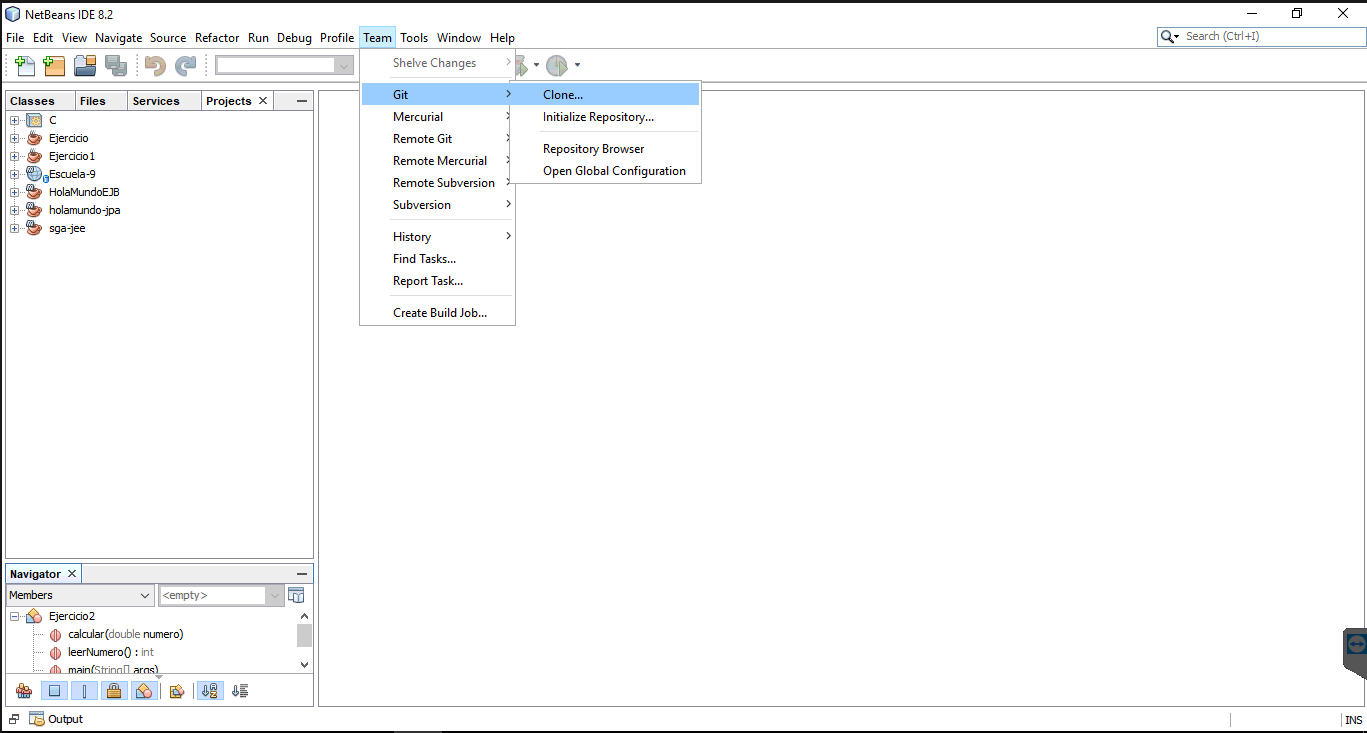 NetBeans IDE 8.2
File Edit View Navigate Source Refactor Run Debug Profile Team Tools Window Help
Search (Ctrl+I)
Shelve Changes
Git
Mercurial
Remote Git
Remote Mercurial
Remote Subversion
Subversion
History
Find Tasks...
Report Task...
Create Build Job...
Clone...
Initialize Repository...
Repository Browser
Open Global Configuration
Classes Files Services Projects
C
Ejercicio
Ejercicio1
Escuela-9
HolaMundoEJB
holamundo-jpa
sga-jee
Navigator
Members <empty>
Ejercicio2
calcular(double numero)
leerNumero() : int
main(String[] args)
Output
INS